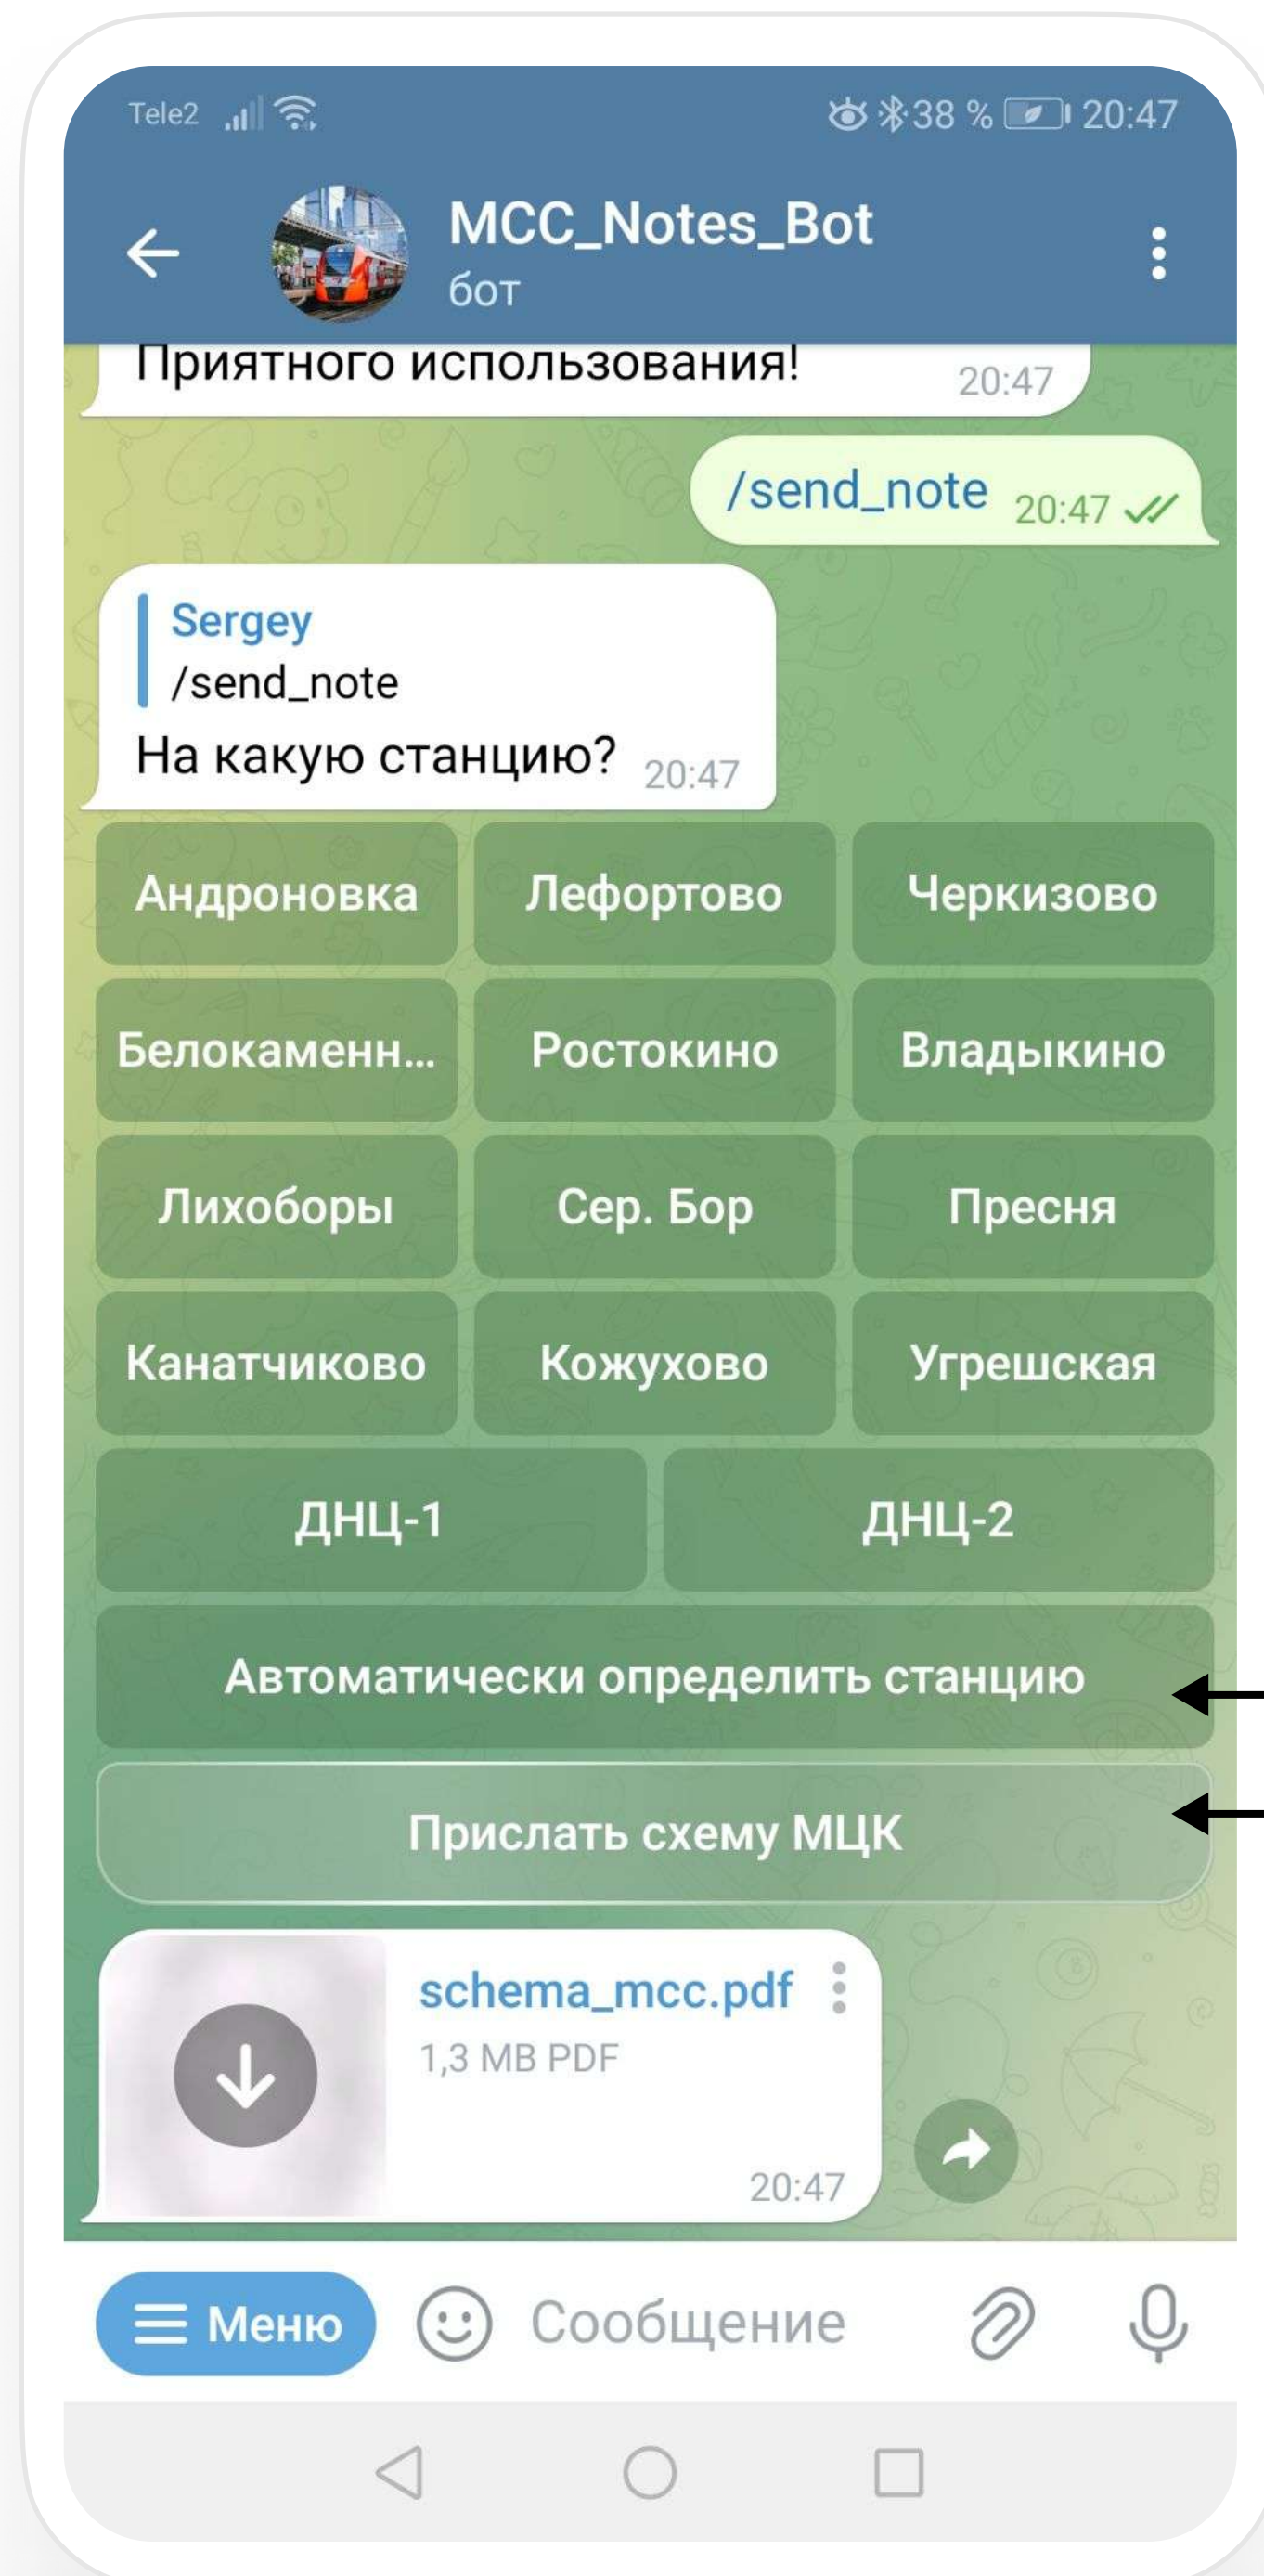 Tele2 38 % 20:47
MCC_Notes_Bot
бот
Приятного использования! 20:47
/send_note 20:47
Sergey
/send_note
На какую станцию? 20:47
Андроновка Лефортово Черкизово
Белокаменн... Ростокино Владыкино
Лихоборы Сер. Бор Пресня
Канатчиково Кожухово Угрешская
ДНЦ-1 ДНЦ-2
Автоматически определить станцию
Прислать схему МЦК
schema_mcc.pdf
1,3 MB PDF
20:47
Меню Сообщение